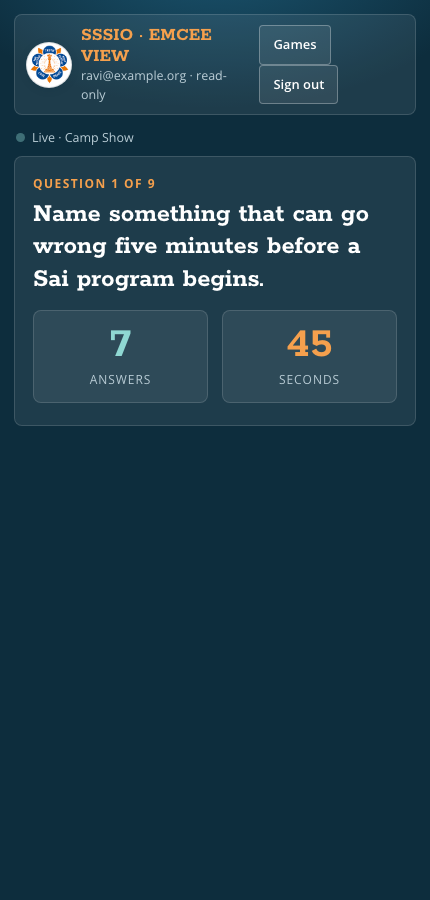 SSSIO · EMCEE
VIEW
ravi@example.org · read-
only
Games
Sign out
Live · Camp Show
QUESTION 1 OF 9
Name something that can go
wrong five minutes before a
Sai program begins.
7
ANSWERS
45
SECONDS